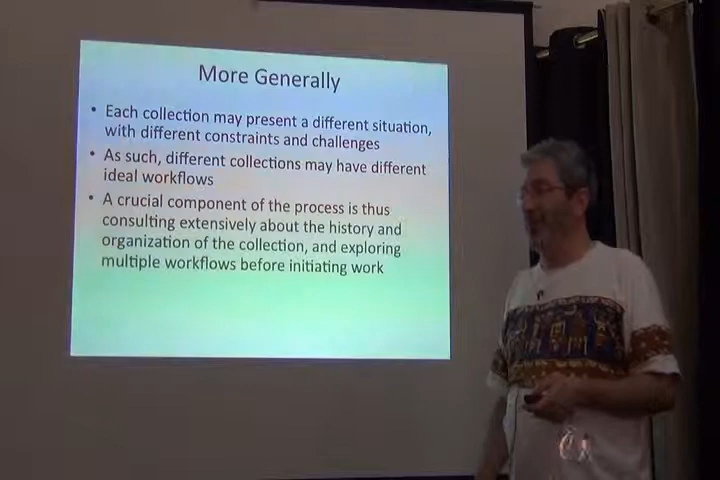 More Generally
• Each collection may present a different situation,
with different constraints and challenges
• As such, different collections may have different
ideal workflows
• A crucial component of the process is thus
consulting extensively about the history and
organization of the collection, and exploring
multiple workflows before initiating work